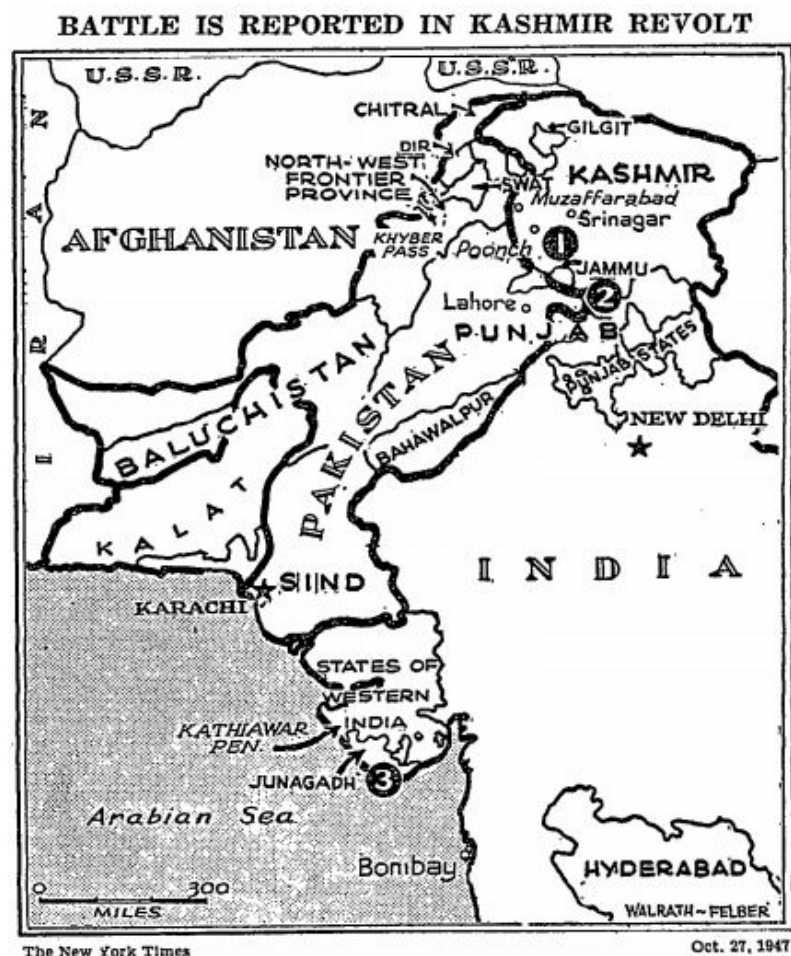 BATTLE IS REPORTED IN KASHMIR REVOLT
U.S.S.R.
U.S.S.R.
CHITRAL
GILGIT
DIR
NORTH-WEST
FRONTIER
PROVINCE
SWAT
KASHMIR
Muzaffarabad
Srinagar
AFGHANISTAN
KHYBER
PASS
Poonch
1
JAMMU
2
Lahore
PUNJAB
IRAN
PUNJAB STATES
BALUCHISTAN
PAKISTAN
BAHAWALPUR
NEW DELHI
KALAT
INDIA
SIND
KARACHI
STATES OF
WESTERN
INDIA
KATHIAWAR
PEN.
JUNAGADH
3
Arabian Sea
Bombay
HYDERABAD
0 300
MILES
WALRATH-FELBER
The New York Times
Oct. 27, 1947